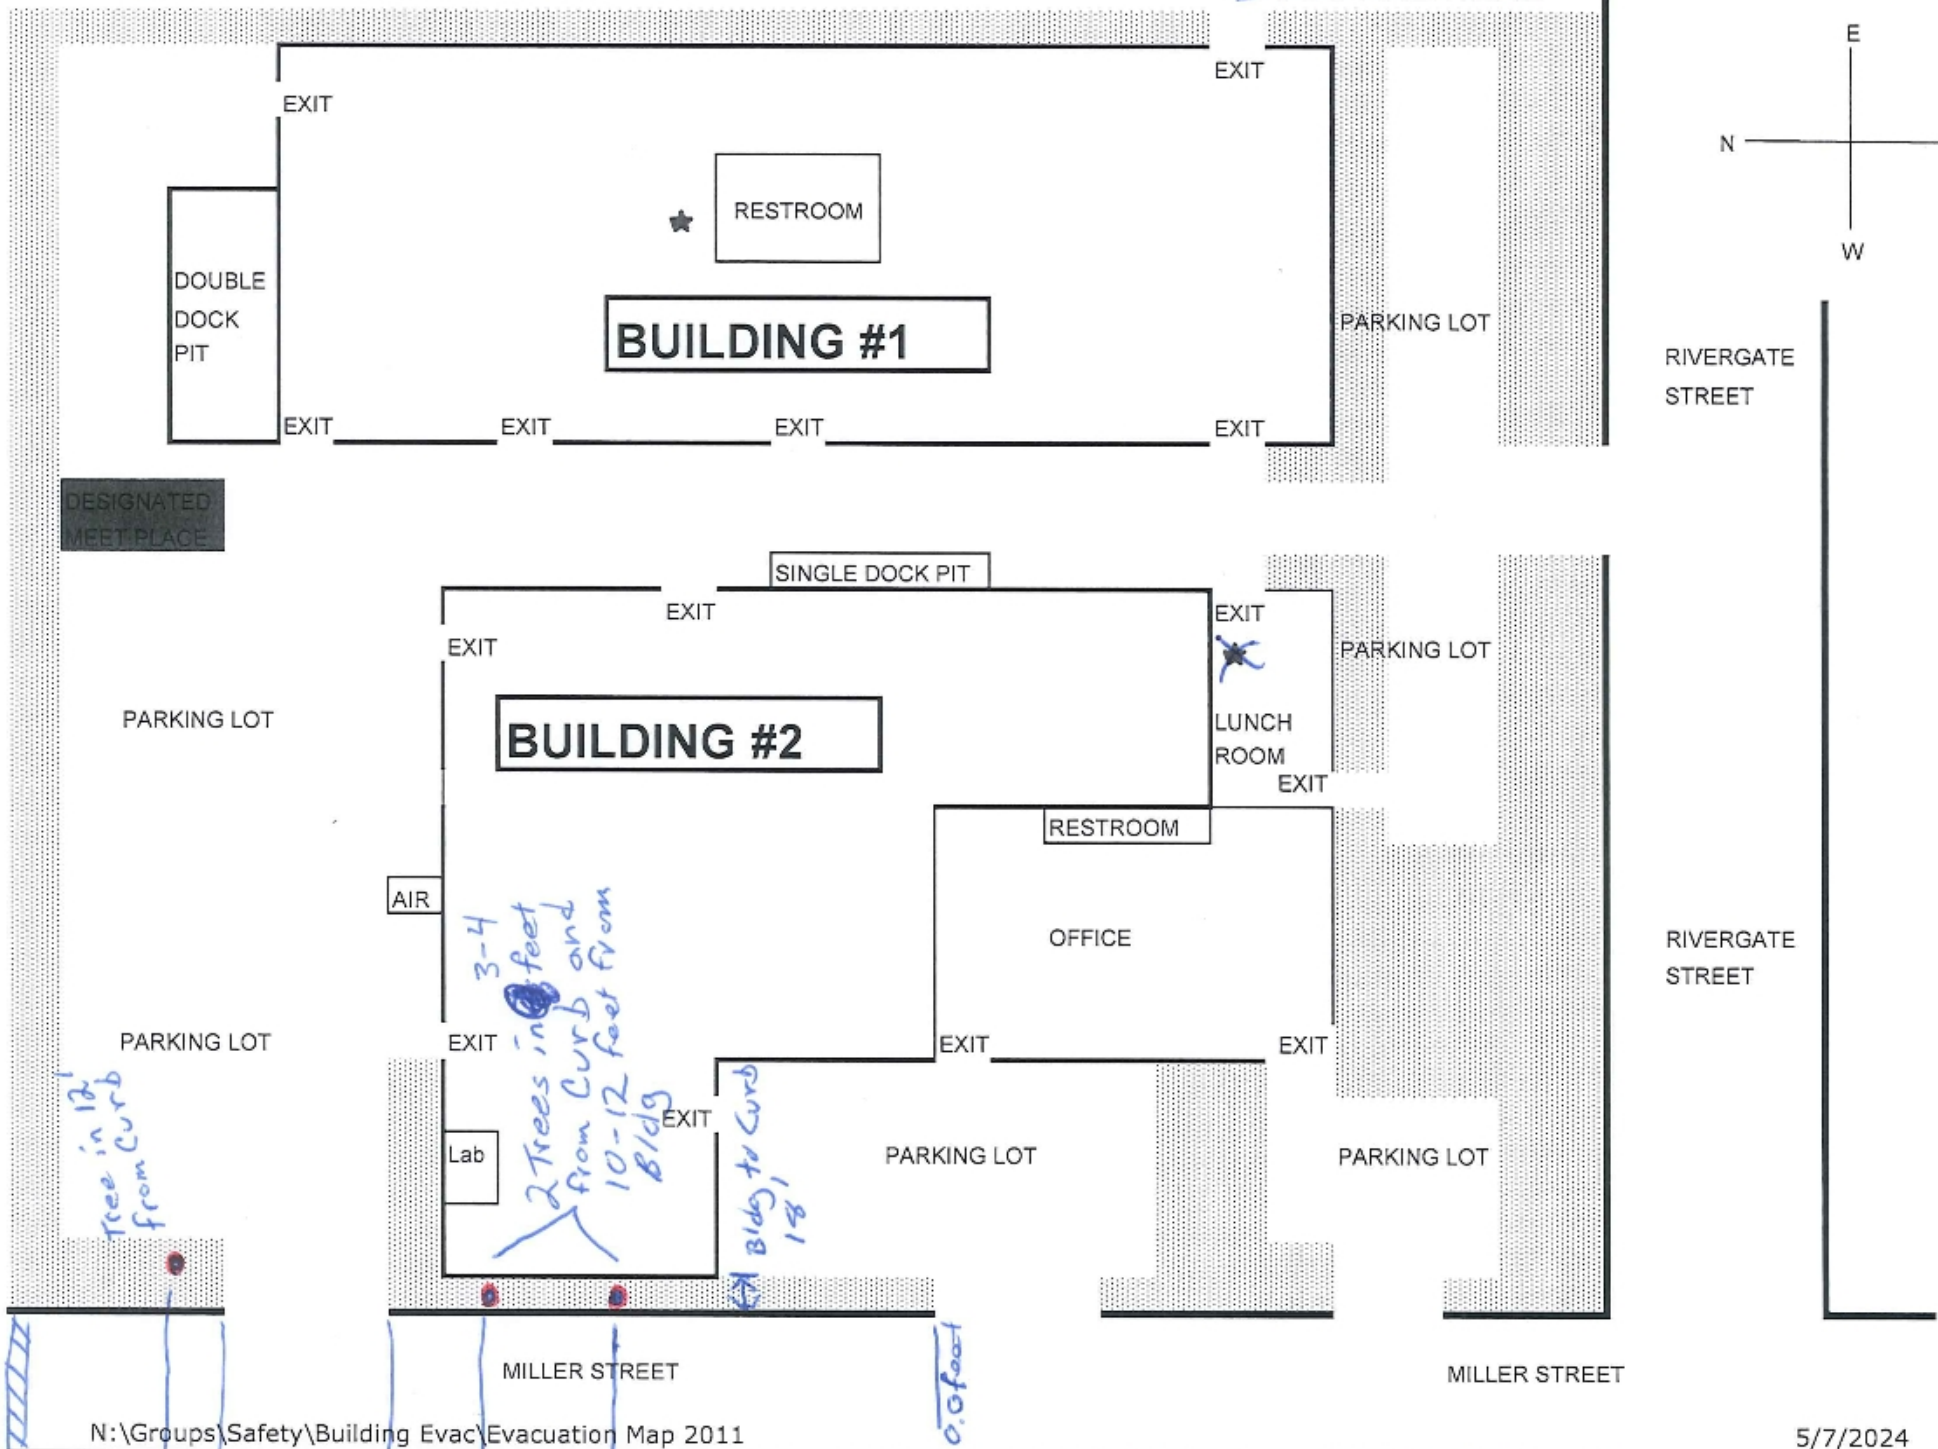 E
EXIT
EXIT
N
RESTROOM
W
DOUBLE
DOCK
PIT
BUILDING #1
PARKING LOT
RIVERGATE
STREET
EXIT
EXIT
EXIT
EXIT
DESIGNATED
MEET PLACE
SINGLE DOCK PIT
EXIT
EXIT
EXIT
PARKING LOT
PARKING LOT
BUILDING #2
LUNCH
ROOM
EXIT
RESTROOM
AIR
OFFICE
RIVERGATE
STREET
3-4
2 Trees in feet
from Curb and
10-12 feet from
Bldg
PARKING LOT
EXIT
EXIT
EXIT
Tree in 12'
from Curb
EXIT
Lab
Bldg to Curb
18'
PARKING LOT
PARKING LOT
MILLER STREET
MILLER STREET
0.0 feet
N:\Groups\Safety\Building Evac\Evacuation Map 2011
5/7/2024